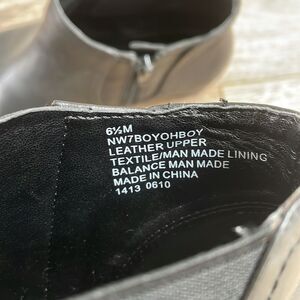 6½M
NW7BOYOHBOY
LEATHER UPPER
TEXTILE/MAN MADE LINING
BALANCE MAN MADE
MADE IN CHINA
1413 0610